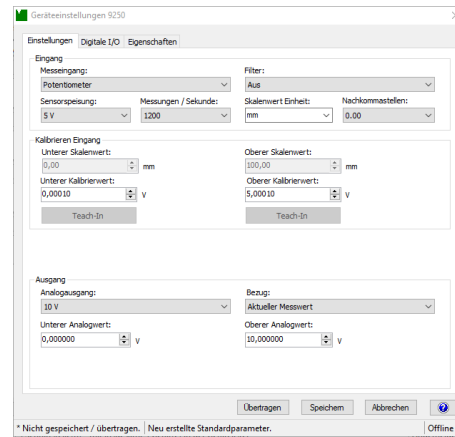 Geräteeinstellungen 9250
Einstellungen Digitale I/O Eigenschaften
Eingang
Messeingang: Filter:
Potentiometer Aus
Sensorspeisung: Messungen / Sekunde: Skalenwert Einheit: Nachkommastellen:
5 V 1200 mm 0.00
Kalibrieren Eingang
Unterer Skalenwert: Oberer Skalenwert:
0,00 mm 100,00 mm
Unterer Kalibrierwert: Oberer Kalibrierwert:
0,00010 V 5,00010 V
Teach-In Teach-In
Ausgang
Analogausgang: Bezug:
10 V Aktueller Messwert
Unterer Analogwert: Oberer Analogwert:
0,000000 V 10,000000 V
Übertragen Speichern Abbrechen ?
* Nicht gespeichert / übertragen. Neu erstellte Standardparameter. Offline